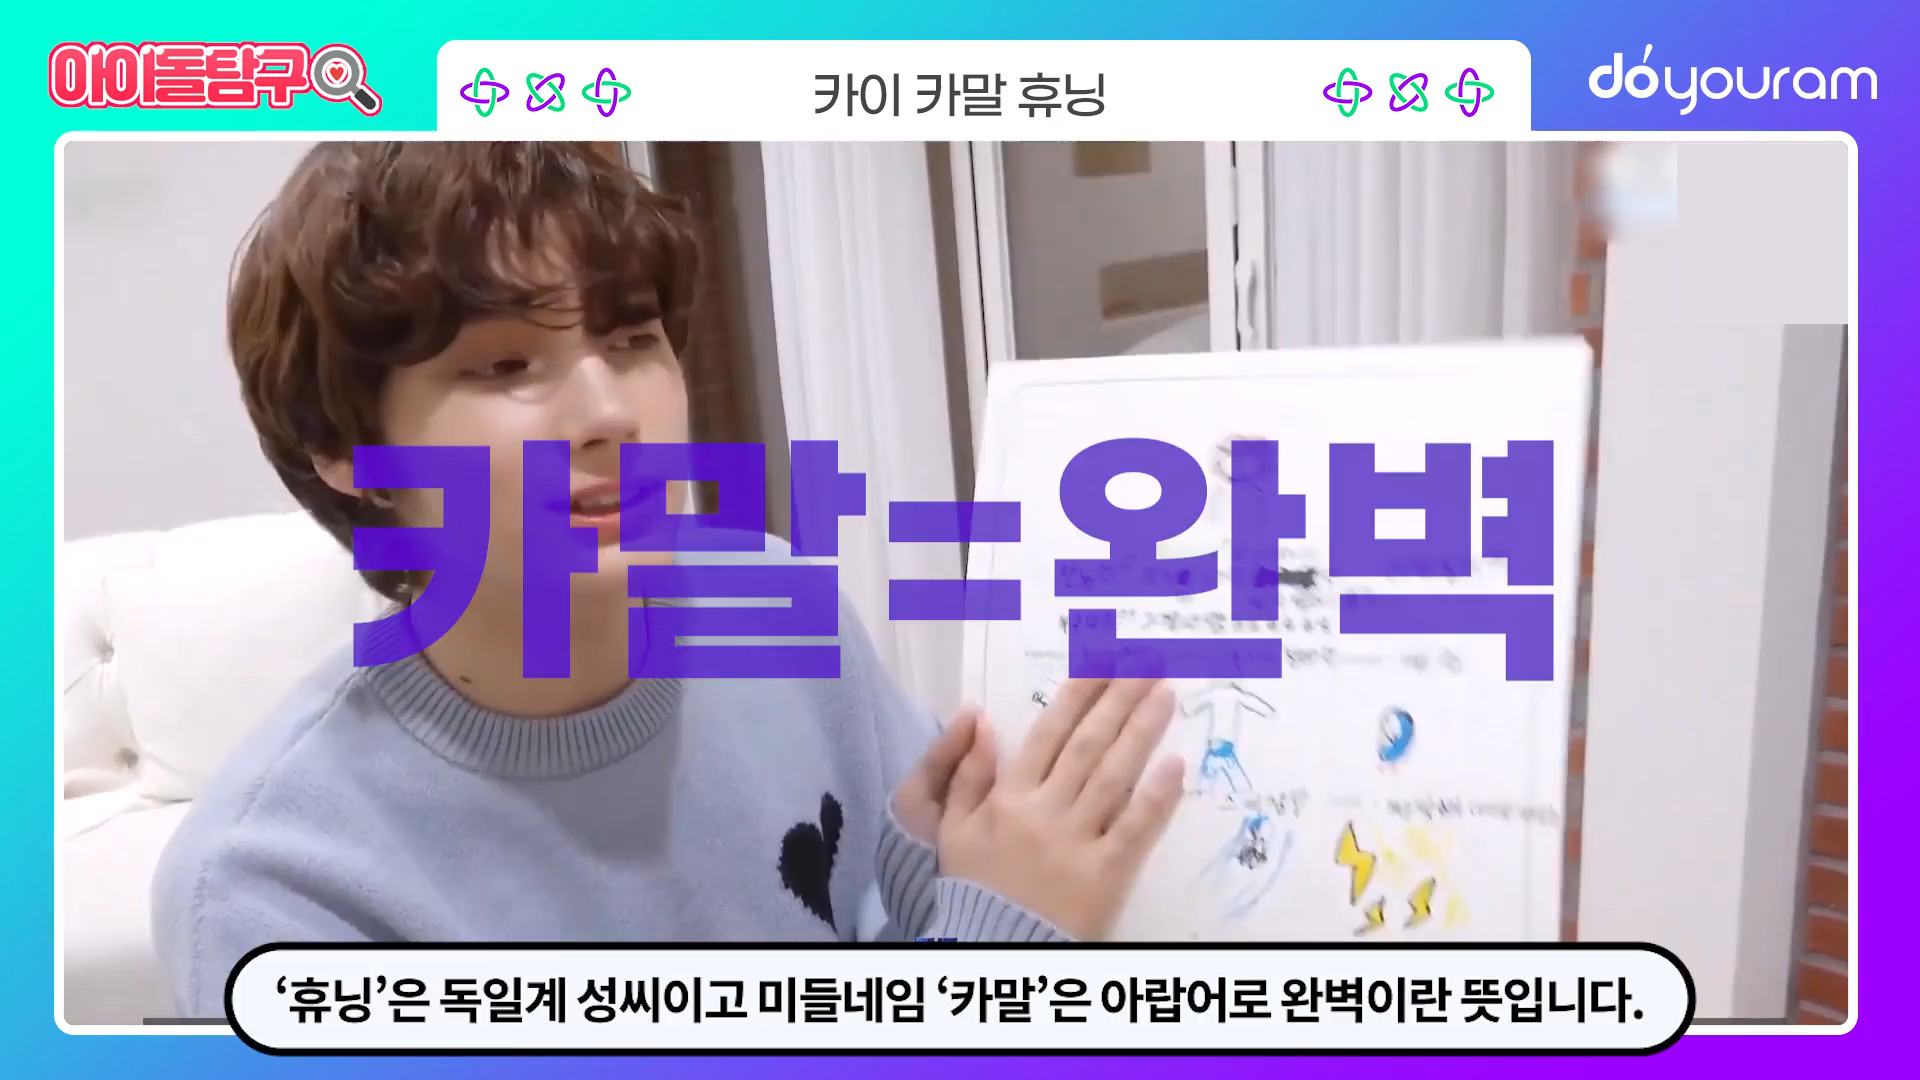 아이돌탐구
카이 카말 휴닝
dóyouram
카말=완벽
‘휴닝’은 독일계 성씨이고 미들네임 ‘카말’은 아랍어로 완벽이란 뜻입니다.